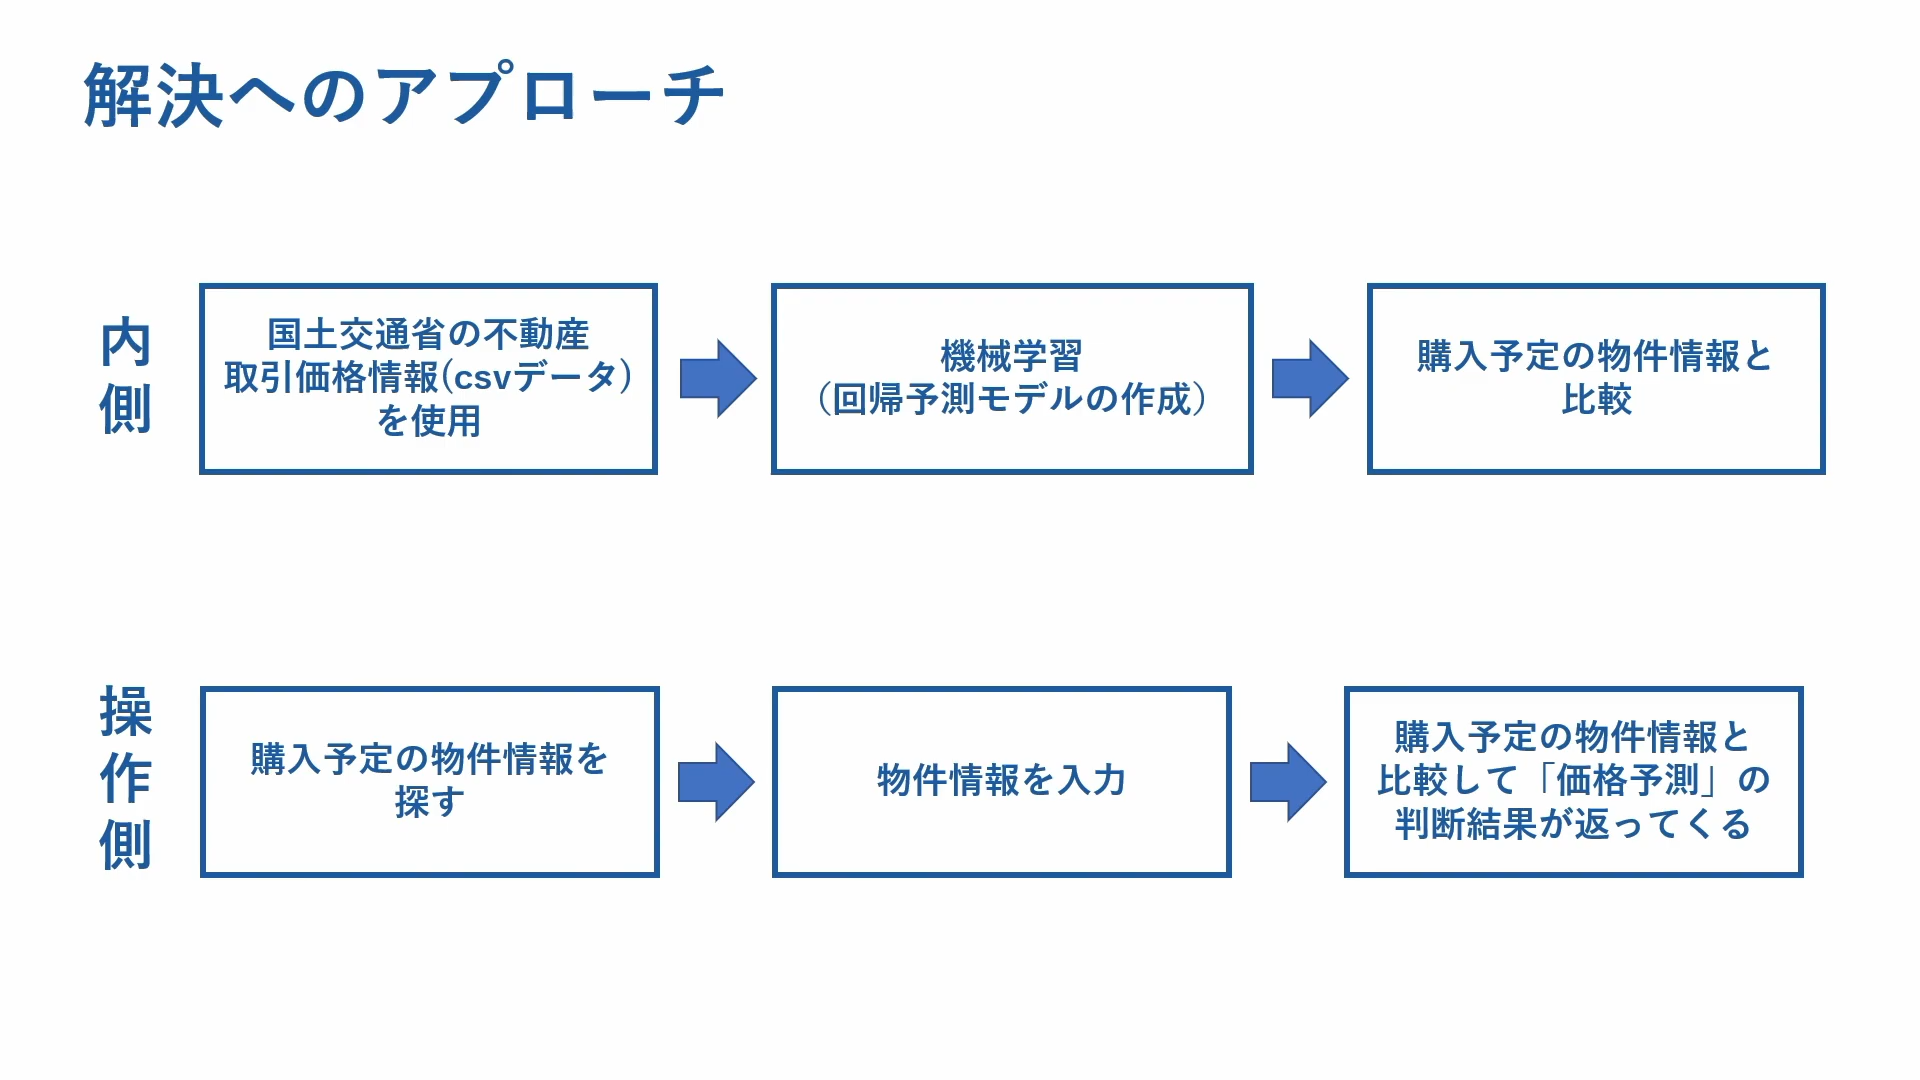 解決へのアプローチ
内側
国土交通省の不動産
取引価格情報(csvデータ)
を使用
機械学習
（回帰予測モデルの作成）
購入予定の物件情報と
比較
操作側
購入予定の物件情報を
探す
物件情報を入力
購入予定の物件情報と
比較して「価格予測」の
判断結果が返ってくる